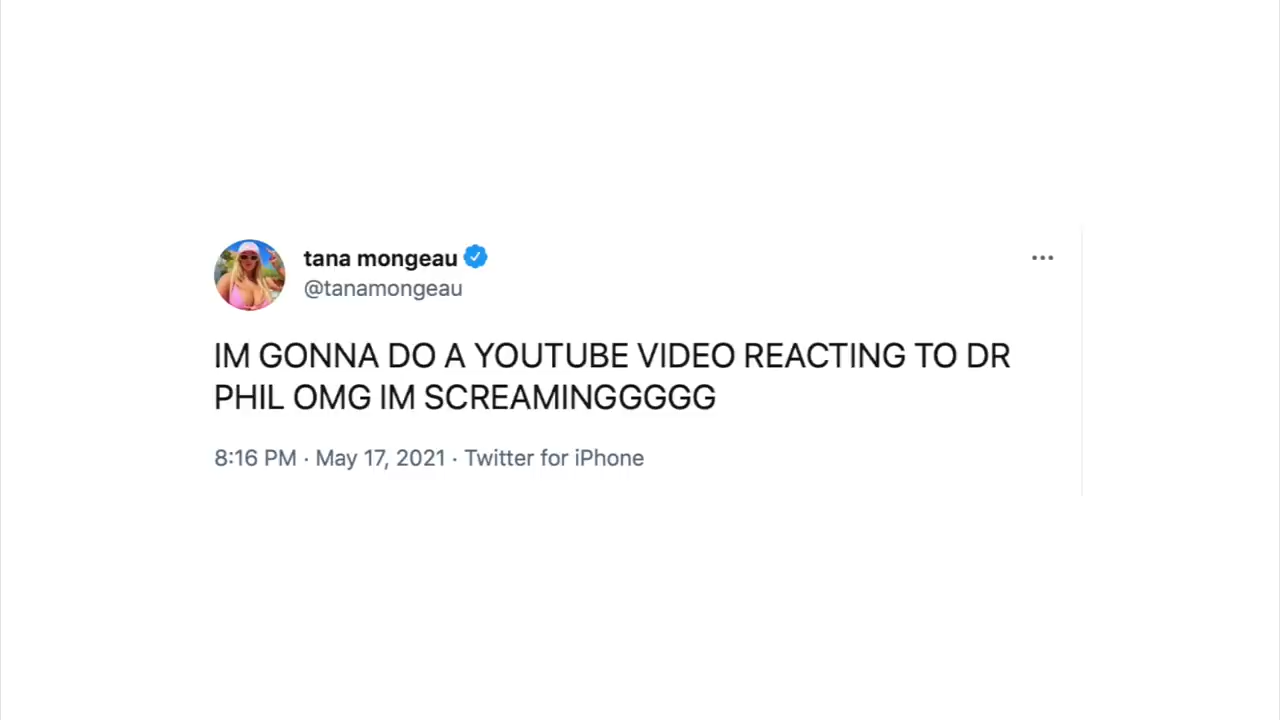 tana mongeau
@tanamongeau
IM GONNA DO A YOUTUBE VIDEO REACTING TO DR
PHIL OMG IM SCREAMINGGGGG
8:16 PM · May 17, 2021 · Twitter for iPhone